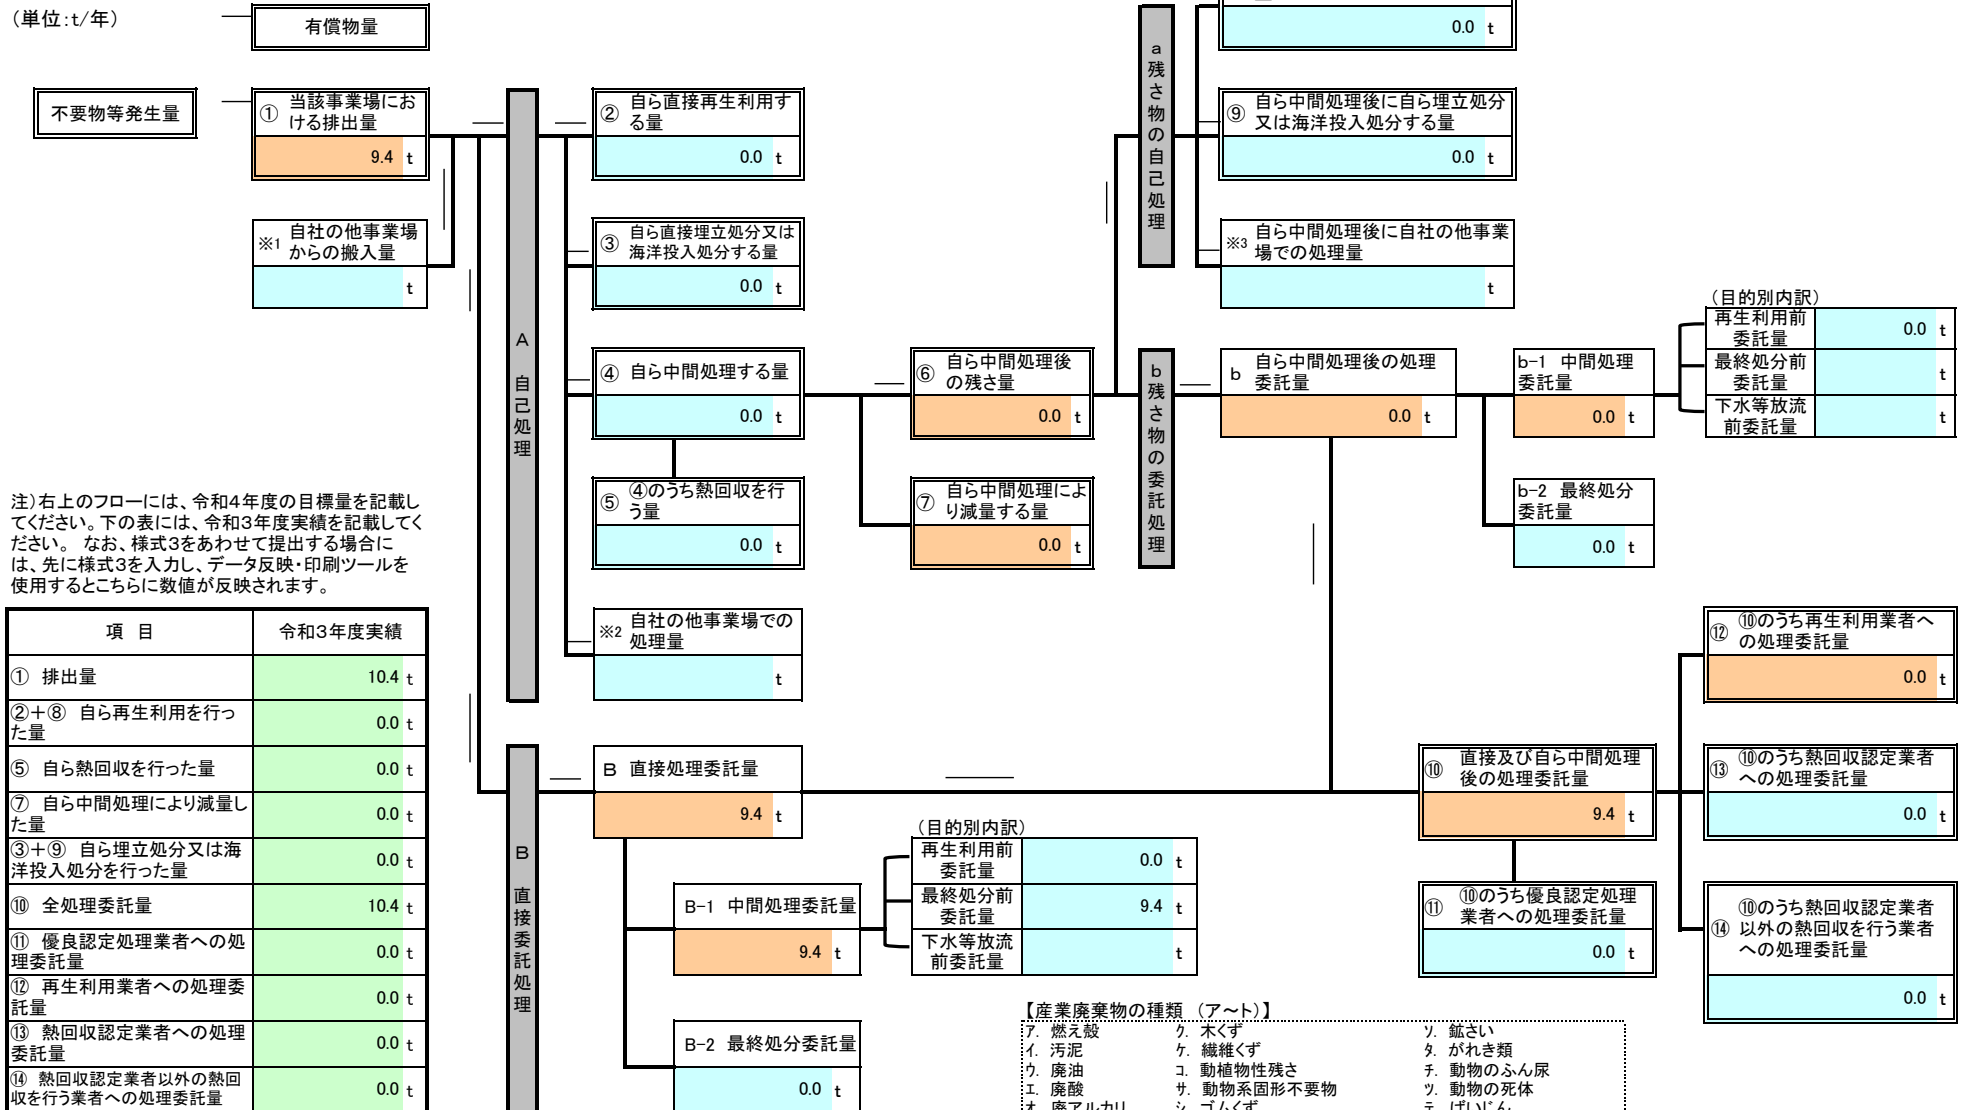 （単位：t/年）
有償物量
不要物等発生量
① 当該事業場にお
ける排出量
9.4 t
※1 自社の他事業場
からの搬入量
t
A 自己処理
② 自ら直接再生利用す
る量
0.0 t
③ 自ら直接埋立処分又は
海洋投入処分する量
0.0 t
④ 自ら中間処理する量
0.0 t
⑤ ④のうち熱回収を行
う量
0.0 t
※2 自社の他事業場での
処理量
t
⑥ 自ら中間処理後
の残さ量
0.0 t
⑦ 自ら中間処理によ
り減量する量
0.0 t
a 残さ物の自己処理
0.0 t
⑨ 自ら中間処理後に自ら埋立処分
又は海洋投入処分する量
0.0 t
※3 自ら中間処理後に自社の他事業
場での処理量
t
b 残さ物の委託処理
b 自ら中間処理後の処理
委託量
0.0 t
b-1 中間処理
委託量
0.0 t
b-2 最終処分
委託量
0.0 t
（目的別内訳）
再生利用前
委託量
0.0 t
最終処分前
委託量
t
下水等放流
前委託量
t
注）右上のフローには、令和４年度の目標量を記載し
てください。下の表には、令和３年度実績を記載してく
ださい。 なお、様式３をあわせて提出する場合に
は、先に様式３を入力し、データ反映・印刷ツールを
使用するとこちらに数値が反映されます。
項 目 令和３年度実績
① 排出量 10.4 t
②＋⑧ 自ら再生利用を行っ
た量 0.0 t
⑤ 自ら熱回収を行った量 0.0 t
⑦ 自ら中間処理により減量し
た量 0.0 t
③＋⑨ 自ら埋立処分又は海
洋投入処分を行った量 0.0 t
⑩ 全処理委託量 10.4 t
⑪ 優良認定処理業者への処
理委託量 0.0 t
⑫ 再生利用業者への処理委
託量 0.0 t
⑬ 熱回収認定業者への処理
委託量 0.0 t
⑭ 熱回収認定業者以外の熱回
収を行う業者への処理委託量 0.0 t
B 直接委託処理
B 直接処理委託量
9.4 t
B-1 中間処理委託量
9.4 t
B-2 最終処分委託量
0.0 t
（目的別内訳）
再生利用前
委託量
0.0 t
最終処分前
委託量
9.4 t
下水等放流
前委託量
t
⑩ 直接及び自ら中間処理
後の処理委託量
9.4 t
⑪ ⑩のうち優良認定処理
業者への処理委託量
0.0 t
⑫ ⑩のうち再生利用業者へ
の処理委託量
0.0 t
⑬ ⑩のうち熱回収認定業者
への処理委託量
0.0 t
⑭ ⑩のうち熱回収認定業者
以外の熱回収を行う業者
への処理委託量
0.0 t
【産業廃棄物の種類 （ア～ト）】
ア. 燃え殻 ク. 木くず ソ. 鉱さい
イ. 汚泥 ケ. 繊維くず タ. がれき類
ウ. 廃油 コ. 動植物性残さ チ. 動物のふん尿
エ. 廃酸 サ. 動物系固形不要物 ツ. 動物の死体
オ. 廃アルカリ シ. ゴムくず テ. ばいじん